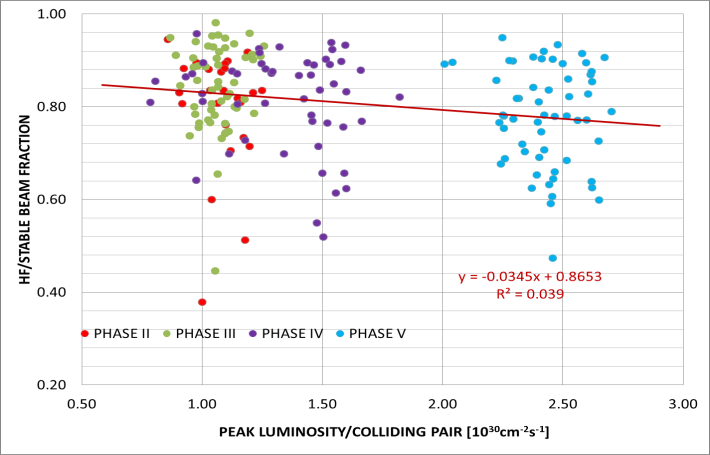 HF/STABLE BEAM FRACTION
1.00
0.80
0.60
0.40
0.20
y = -0.0345x + 0.8653
R² = 0.039
PHASE II PHASE III PHASE IV PHASE V
0.50 1.00 1.50 2.00 2.50 3.00
PEAK LUMINOSITY/COLLIDING PAIR [10³⁰cm⁻²s⁻¹]